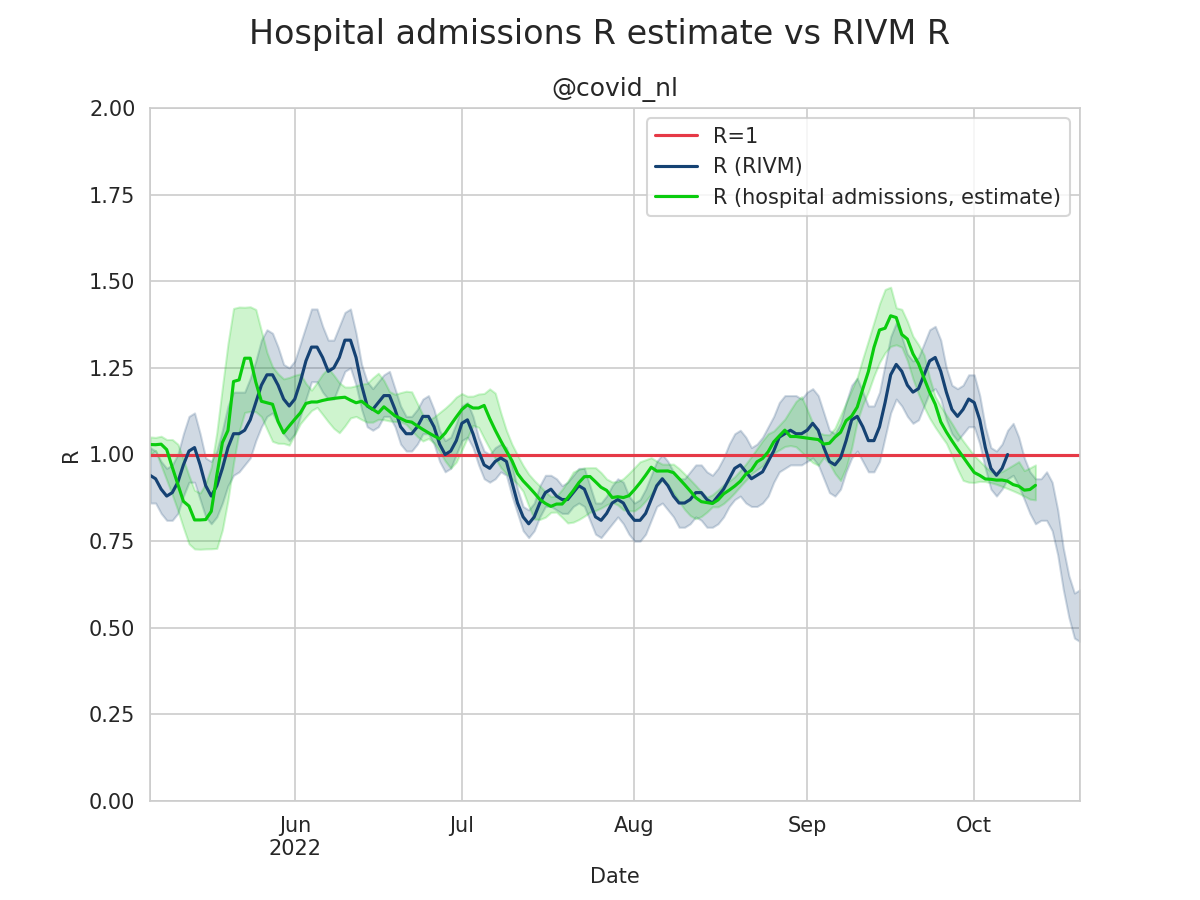 Hospital admissions R estimate vs RIVM R
@covid_nl
R=1
R (RIVM)
R (hospital admissions, estimate)
2.00
1.75
1.50
1.25
1.00
0.75
0.50
0.25
0.00
R
Jun Jul Aug Sep Oct
2022
Date